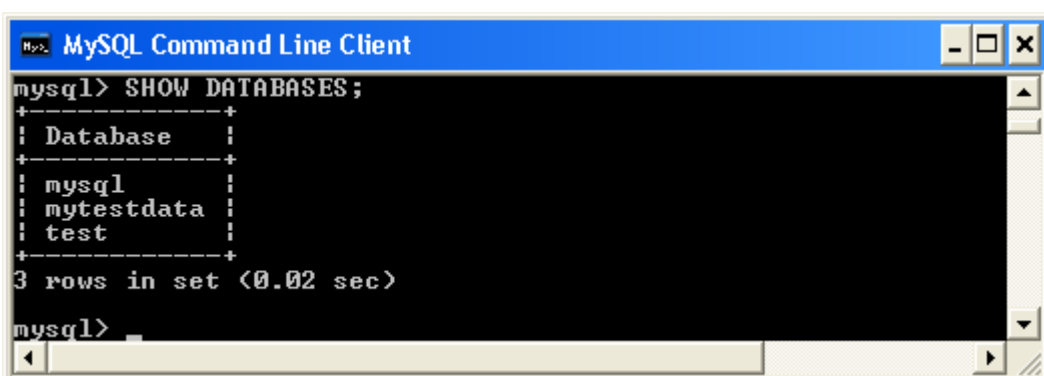 MySQL Command Line Client
mysql> SHOW DATABASES;
+------------+
| Database   |
+------------+
| mysql      |
| mytestdata |
| test       |
+------------+
3 rows in set (0.02 sec)
mysql> _